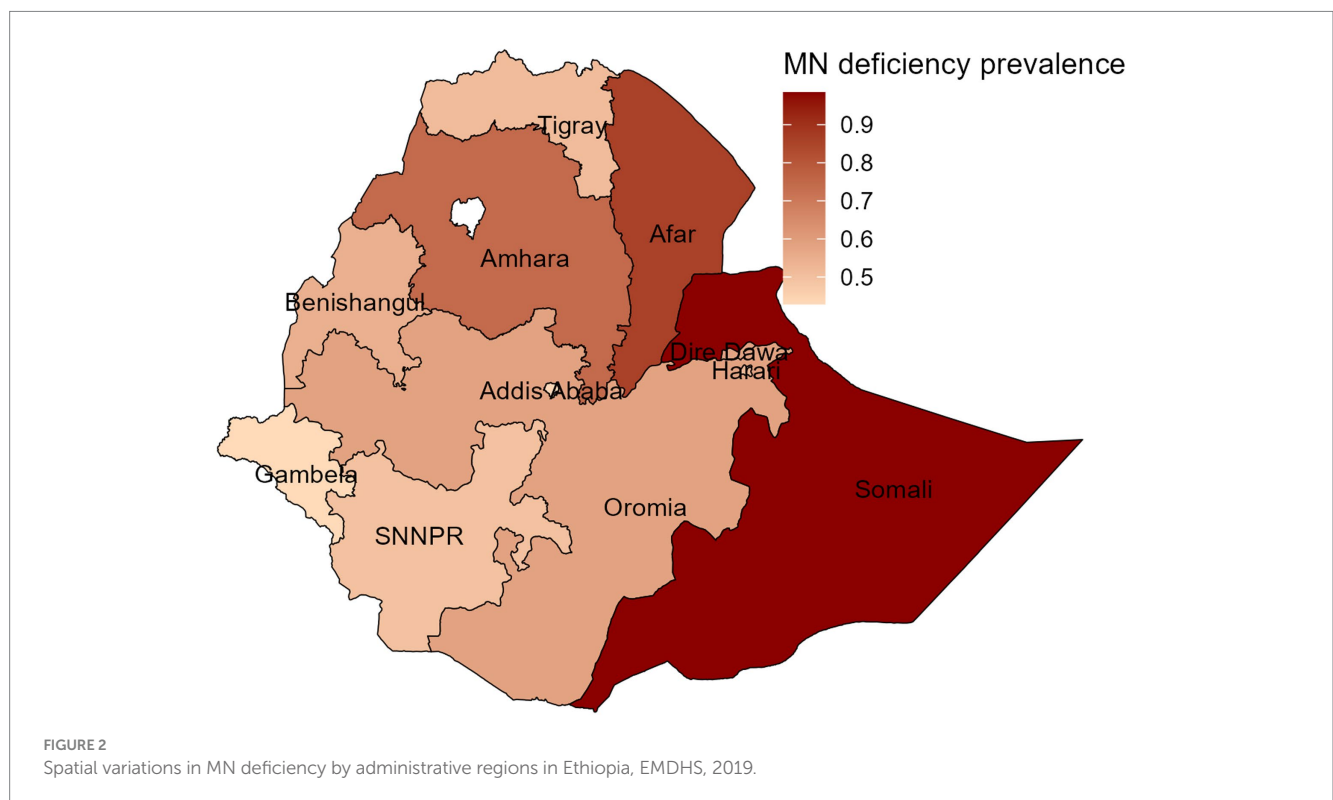 MN deficiency prevalence
0.9
0.8
0.7
0.6
0.5
Tigray
Afar
Amhara
Benishangul
Dire Dawa
Harari
Addis Ababa
Gambela
Somali
Oromia
SNNPR
FIGURE 2
Spatial variations in MN deficiency by administrative regions in Ethiopia, EMDHS, 2019.